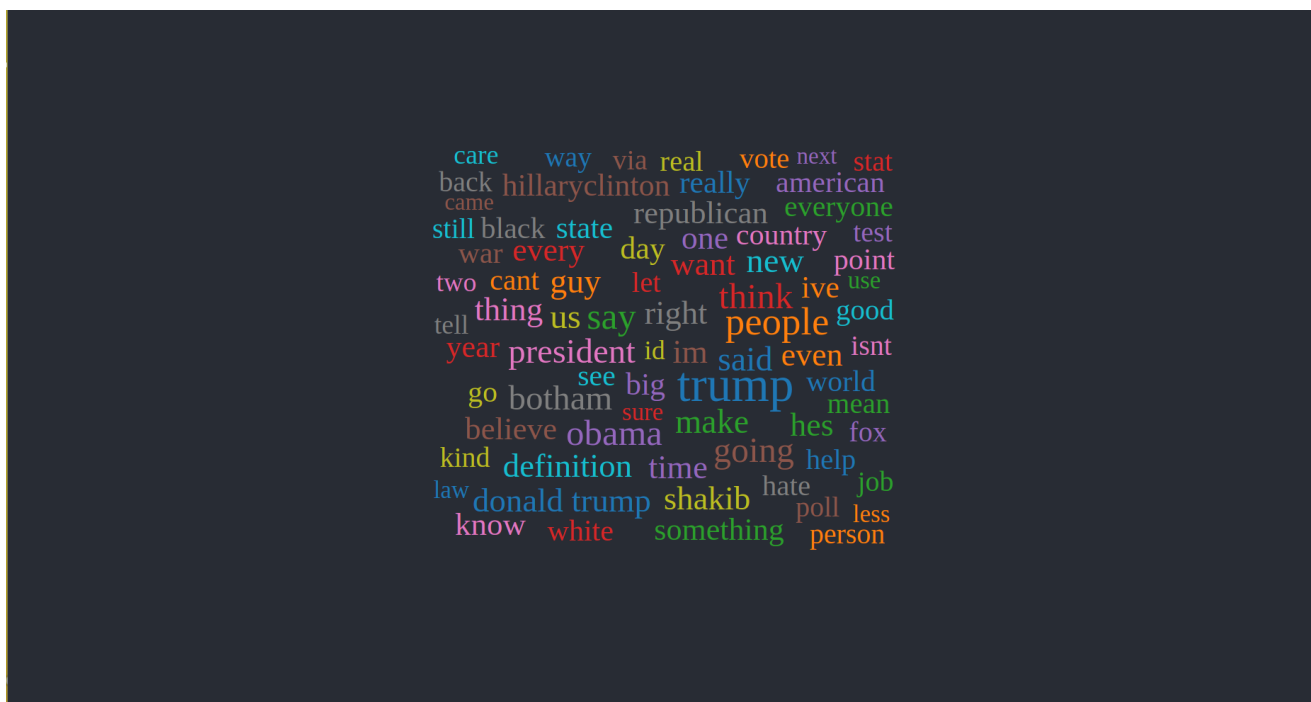 care way via real vote next stat
back hillaryclinton really american
came republican everyone
still black state one country test
war every day want new point
two cant guy let think ive use
thing us say right people good
tell
year president id im said even isnt
see big trump world
go botham sure make mean
believe obama going hes fox
kind definition time help
law donald trump shakib hate job
know white something poll less
person